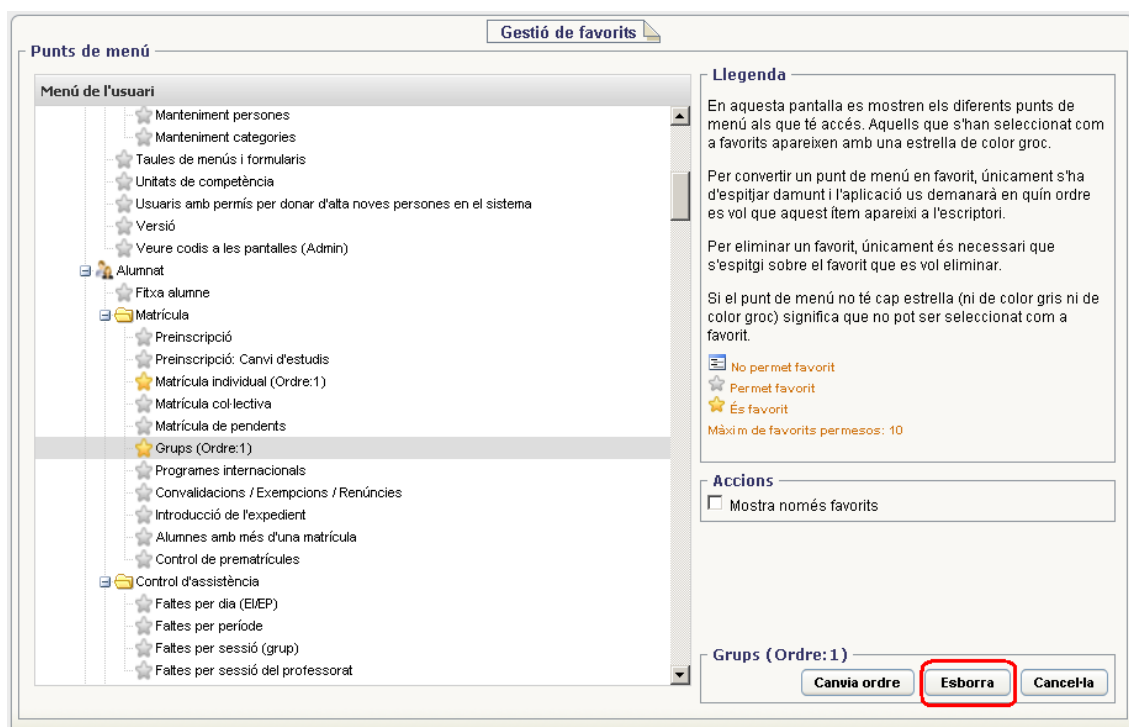 Gestió de favorits
Punts de menú
Menú de l'usuari
Manteniment persones
Manteniment categories
Taules de menús i formularis
Unitats de competència
Usuaris amb permís per donar d'alta noves persones en el sistema
Versió
Veure codis a les pantalles (Admin)
Alumnat
Fitxa alumne
Matrícula
Preinscripció
Preinscripció: Canvi d'estudis
Matrícula individual (Ordre:1)
Matrícula col·lectiva
Matrícula de pendents
Grups (Ordre:1)
Programes internacionals
Convalidacions / Exempcions / Renúncies
Introducció de l'expedient
Alumnes amb més d'una matrícula
Control de prematrícules
Control d'assistència
Faltes per dia (EI/EP)
Faltes per període
Faltes per sessió (grup)
Faltes per sessió del professorat
Llegenda
En aquesta pantalla es mostren els diferents punts de
menú als que té accés. Aquells que s'han seleccionat com
a favorits apareixen amb una estrella de color groc.
Per convertir un punt de menú en favorit, únicament s'ha
d'espitjar damunt i l'aplicació us demanarà en quín ordre
es vol que aquest ítem apareixi a l'escriptori.
Per eliminar un favorit, únicament és necessari que
s'espitgi sobre el favorit que es vol eliminar.
Si el punt de menú no té cap estrella (ni de color gris ni de
color groc) significa que no pot ser seleccionat com a
favorit.
No permet favorit
Permet favorit
És favorit
Màxim de favorits permesos: 10
Accions
Mostra només favorits
Grups (Ordre:1)
Canvia ordre Esborra Cancel·la